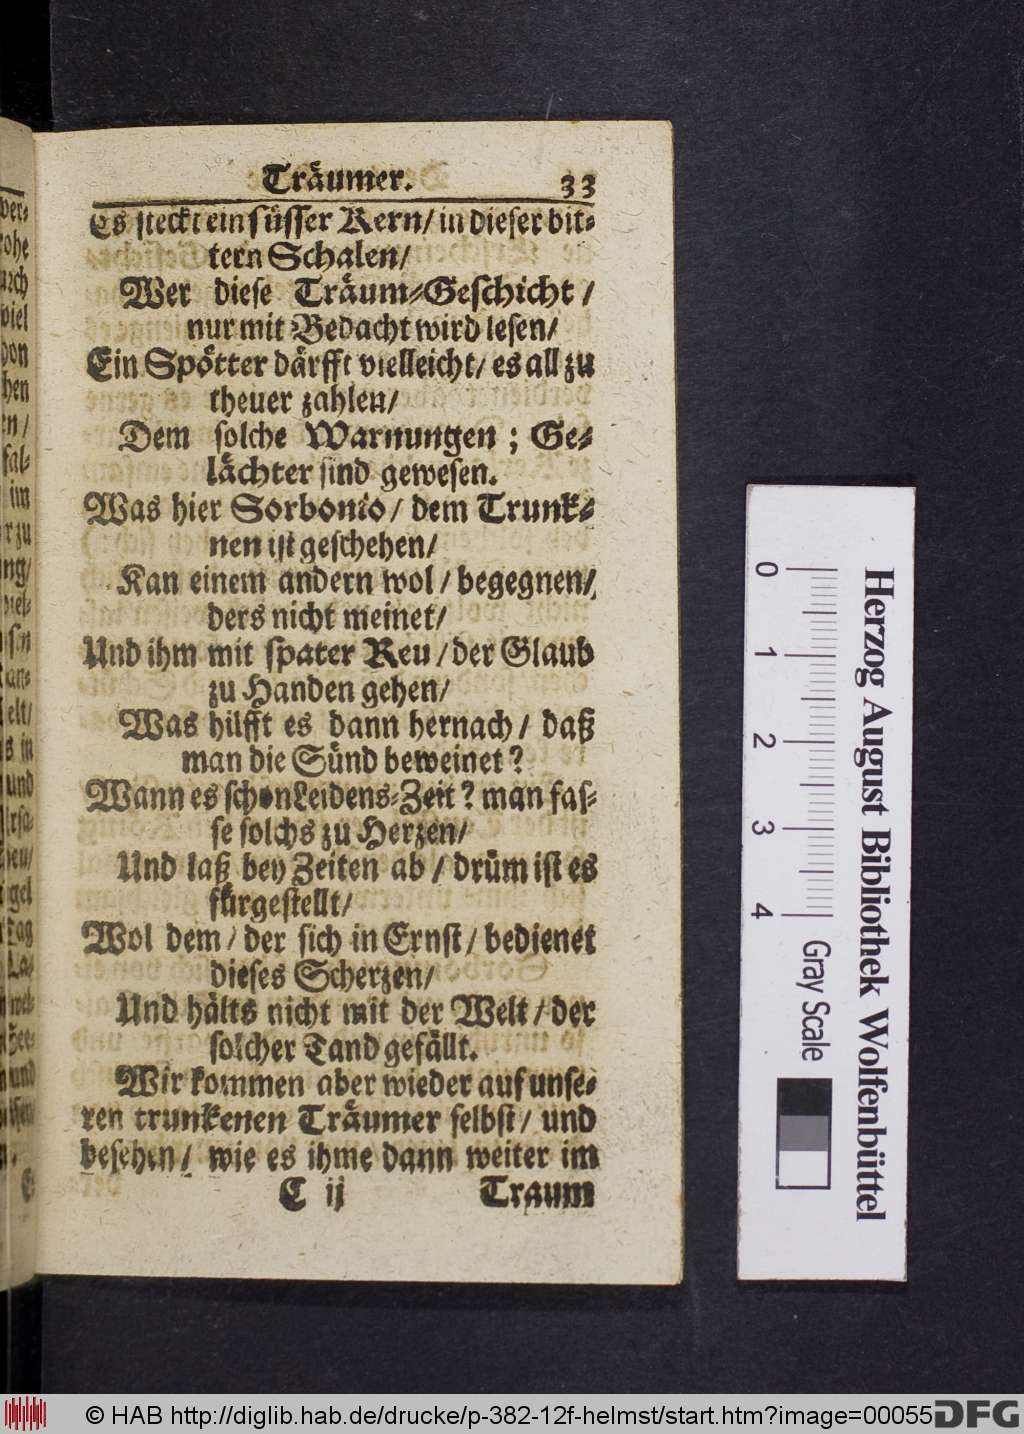 Träumer. 33
Es steckt ein süsser Kern/ in dieser bit-
tern Schalen/
Wer diese Träum-Geschicht/
nur mit Bedacht wird lesen/
Ein Spötter därfft vielleicht/ es all zu
theuer zahlen/
Dem solche Warnungen; Ge-
lächter sind gewesen.
Was hier Sorbonio/ dem Trunk-
nen ist geschehen/
Kan einem andern wol/ begegnen/
ders nicht meinet/
Und ihm mit spater Reu/ der Glaub
zu Handen gehen/
Was hilfft es dann hernach/ daß
man die Sünd beweinet?
Wann es schon Leidens-Zeit? man fas-
se solchs zu Herzen/
Und laß bey Zeiten ab/ drüm ist es
fürgestellt/
Wol dem/ der sich in Ernst/ bedienet
dieses Scherzen/
Und hälts nicht mit der Welt/ der
solcher Tand gefällt.
Wir kommen aber wieder auf unse-
ren trunkenen Träumer selbst/ und
besehen/ wie es ihme dann weiter im
C ij Traum
0 1 2 3 4 Gray Scale
Herzog August Bibliothek Wolfenbüttel
© HAB http://diglib.hab.de/drucke/p-382-12f-helmst/start.htm?image=00055
DFG